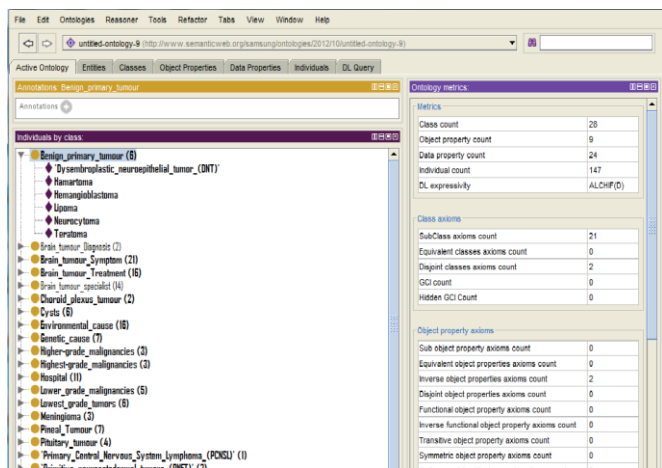 File Edit Ontologies Reasoner Tools Refactor Tabs View Window Help
untitled-ontology-9 (http://www.semanticweb.org/samsung/ontologies/2012/10/untitled-ontology-9)
Active Ontology Entities Classes Object Properties Data Properties Individuals DL Query
Annotations: Benign_primary_tumour
Annotations
Individuals by class:
Benign_primary_tumour (6)
'Dysembroplastic_neuroepithelial_tumor_(DNT)'
Hamartoma
Hemangioblastoma
Lipoma
Neurocytoma
Teratoma
Brain_tumour_Diagnosis (2)
Brain_tumour_Symptom (21)
Brain_tumour_Treatment (16)
Brain_tumour_specialist (14)
Choroid_plexus_tumour (2)
Cysts (6)
Environmental_cause (16)
Genetic_cause (7)
Higher-grade_malignancies (3)
Highest-grade_malignancies (3)
Hospital (11)
Lower_grade_malignancies (5)
Lowest_grade_tumors (6)
Meningioma (3)
Pineal_Tumour (7)
Pituitary_tumour (4)
'Primary_Central_Nervous_System_Lymphoma_(PCNSL)' (1)
Ontology metrics:
Metrics
Class count 28
Object property count 9
Data property count 24
Individual count 147
DL expressivity ALCHIF(D)
Class axioms
SubClass axioms count 21
Equivalent classes axioms count 0
Disjoint classes axioms count 2
GCI count 0
Hidden GCI Count 0
Object property axioms
Sub object property axioms count 0
Equivalent object properties axioms count 0
Inverse object properties axioms count 2
Disjoint object properties axioms count 0
Functional object property axioms count 0
Inverse functional object property axioms count 0
Transitive object property axioms count 0
Symmetric object property axioms count 0